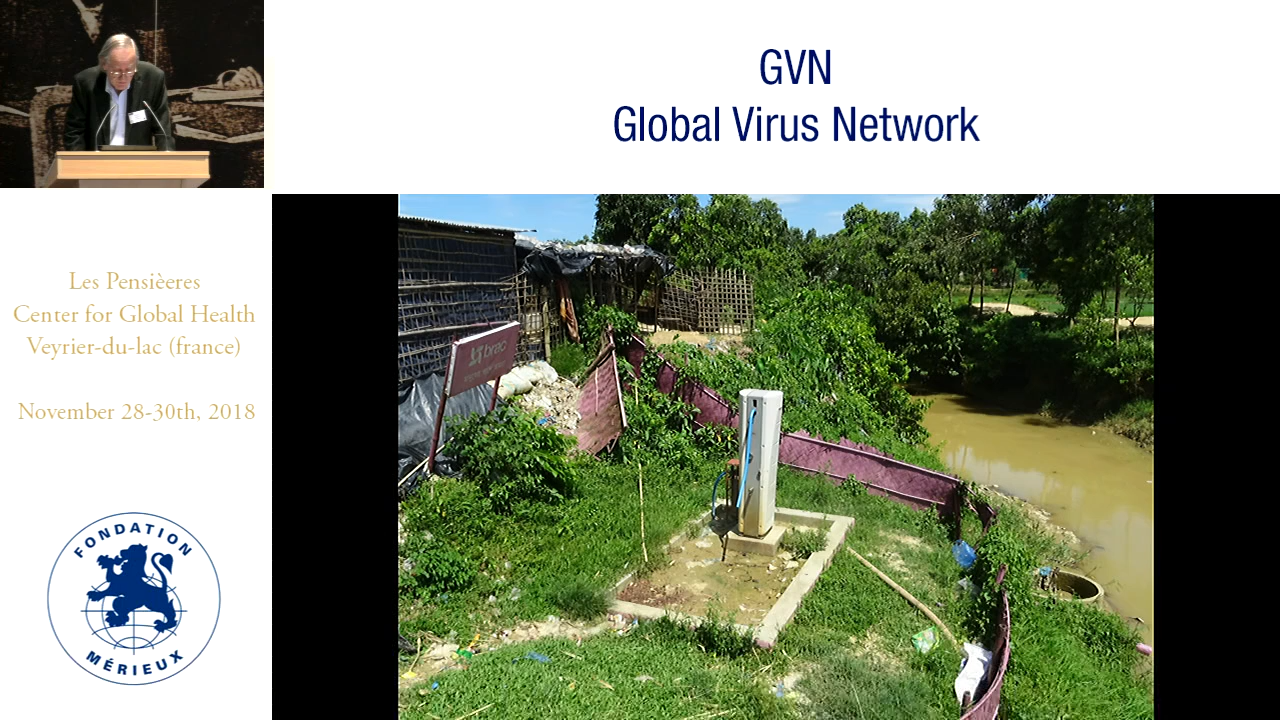 GVN
Global Virus Network
Les Pensièeres
Center for Global Health
Veyrier-du-lac (france)
November 28-30th, 2018
FONDATION
MÉRIEUX
brac